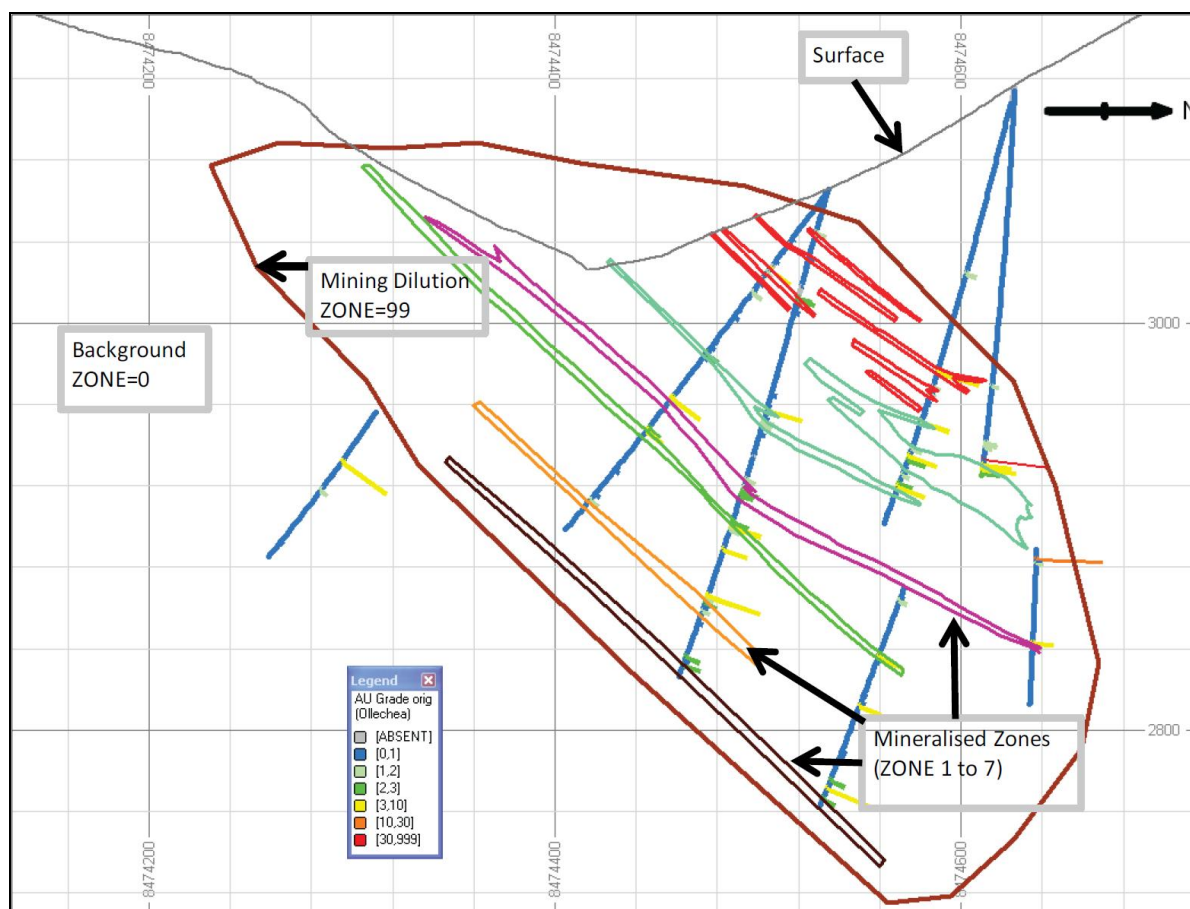 8474200
8474400
8474600
Surface
N
Mining Dilution
ZONE=99
Background
ZONE=0
3000
Legend
AU Grade orig
(Ollechea)
[ABSENT]
[0,1]
[1,2]
[2,3]
[3,10]
[10,30]
[30,999]
Mineralised Zones
(ZONE 1 to 7)
2800
8474200
8474400
8474600